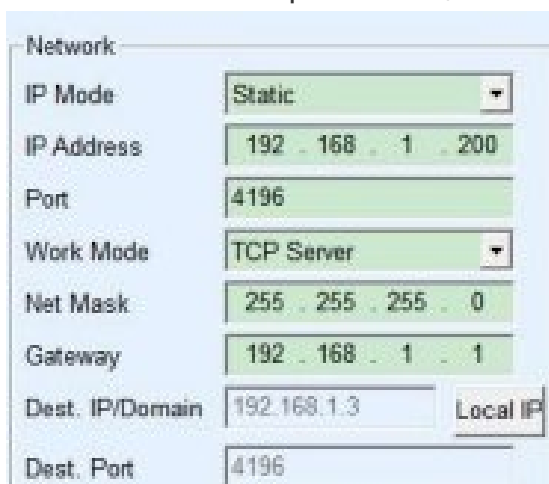 Network
IP Mode Static
IP Address 192 . 168 . 1 . 200
Port 4196
Work Mode TCP Server
Net Mask 255 . 255 . 255 . 0
Gateway 192 . 168 . 1 . 1
Dest. IP/Domain 192.168.1.3 Local IP
Dest. Port 4196